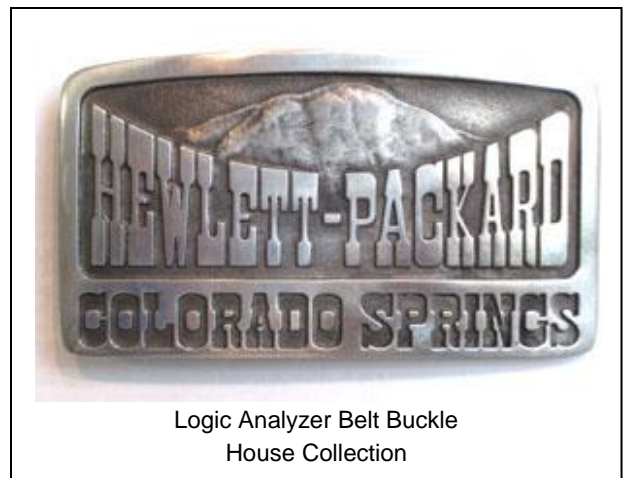 HEWLETT-PACKARD
COLORADO SPRINGS
Logic Analyzer Belt Buckle
House Collection